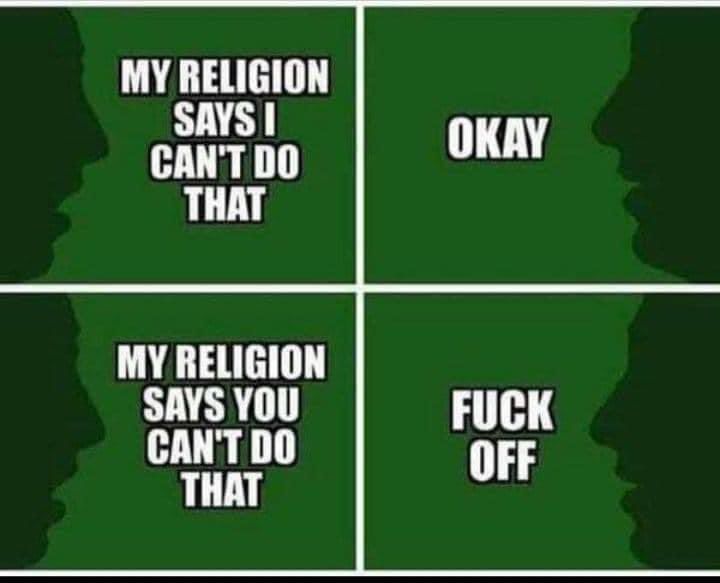 MY RELIGION
SAYS I
CAN'T DO
THAT
OKAY
MY RELIGION
SAYS YOU
CAN'T DO
THAT
FUCK
OFF